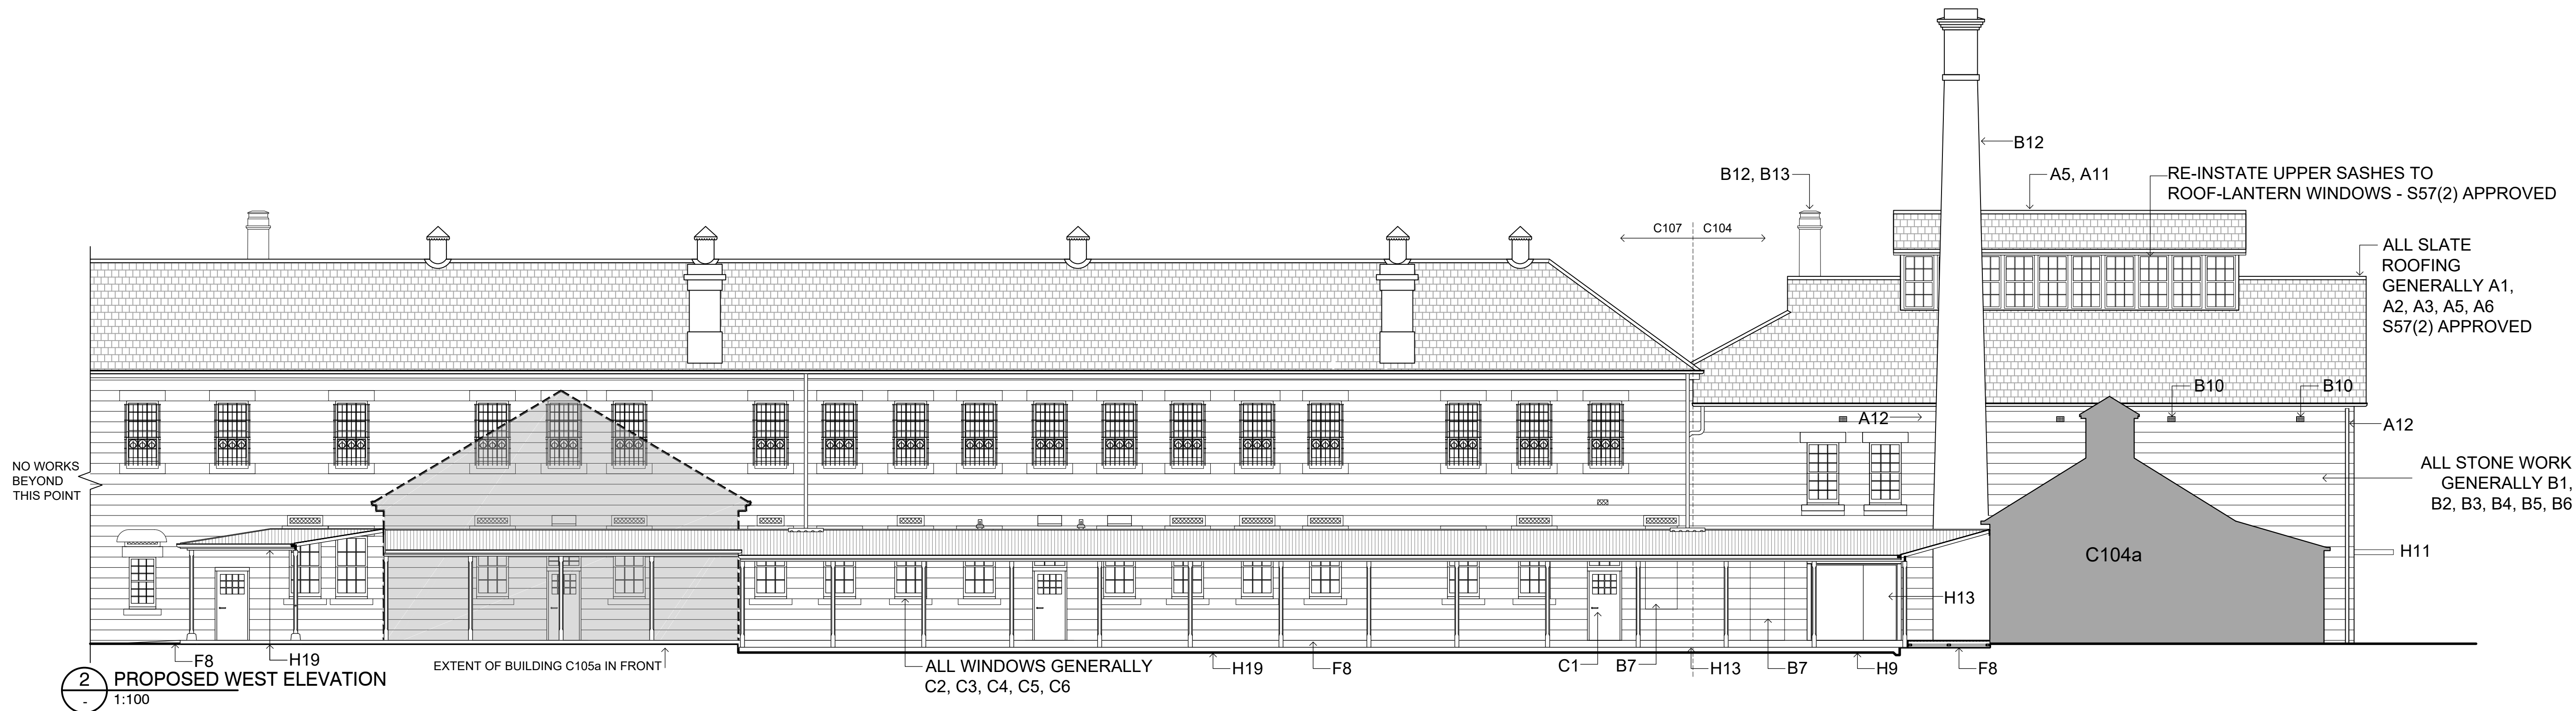 B12
B12, B13
A5, A11
RE-INSTATE UPPER SASHES TO
ROOF-LANTERN WINDOWS - S57(2) APPROVED
C107
C104
ALL SLATE
ROOFING
GENERALLY A1,
A2, A3, A5, A6
S57(2) APPROVED
B10
B10
A12
A12
NO WORKS
BEYOND
THIS POINT
ALL STONE WORK
GENERALLY B1,
B2, B3, B4, B5, B6
C104a
H11
H13
F8
H19
EXTENT OF BUILDING C105a IN FRONT
ALL WINDOWS GENERALLY
C2, C3, C4, C5, C6
H19
F8
C1
B7
H13
B7
H9
F8
2
-
PROPOSED WEST ELEVATION
1:100